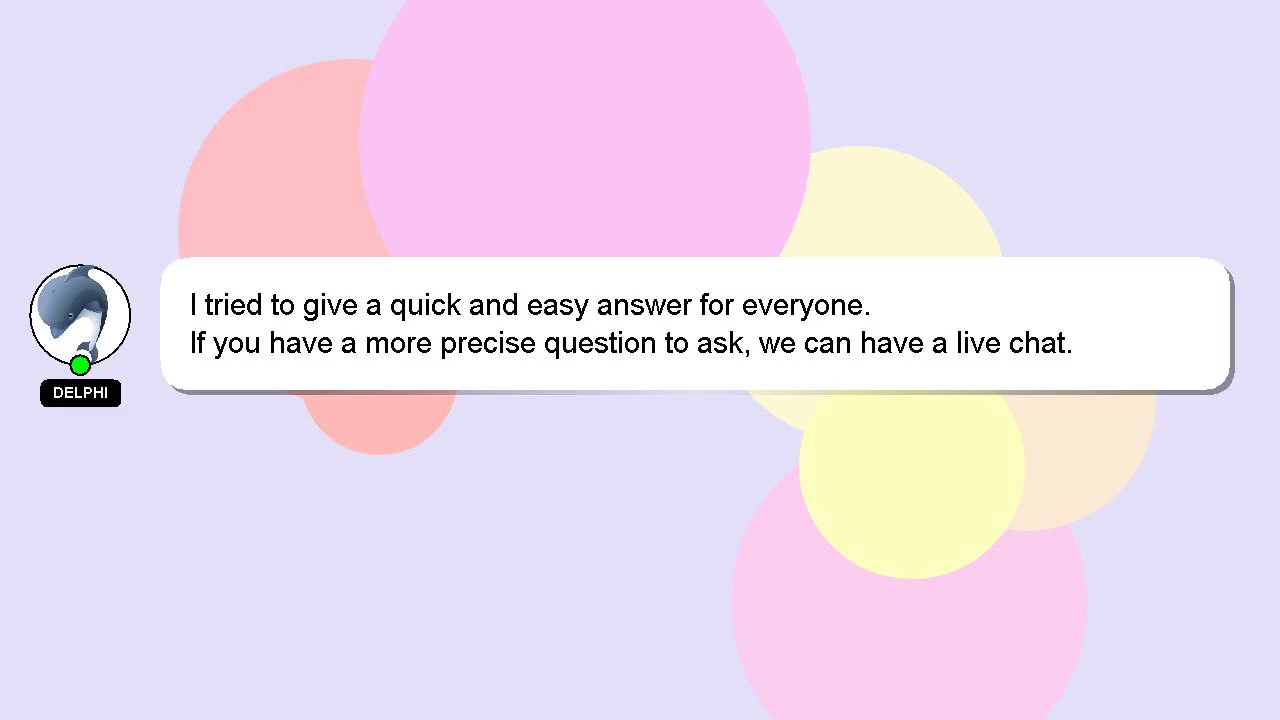 I tried to give a quick and easy answer for everyone.
If you have a more precise question to ask, we can have a live chat.
DELPHI